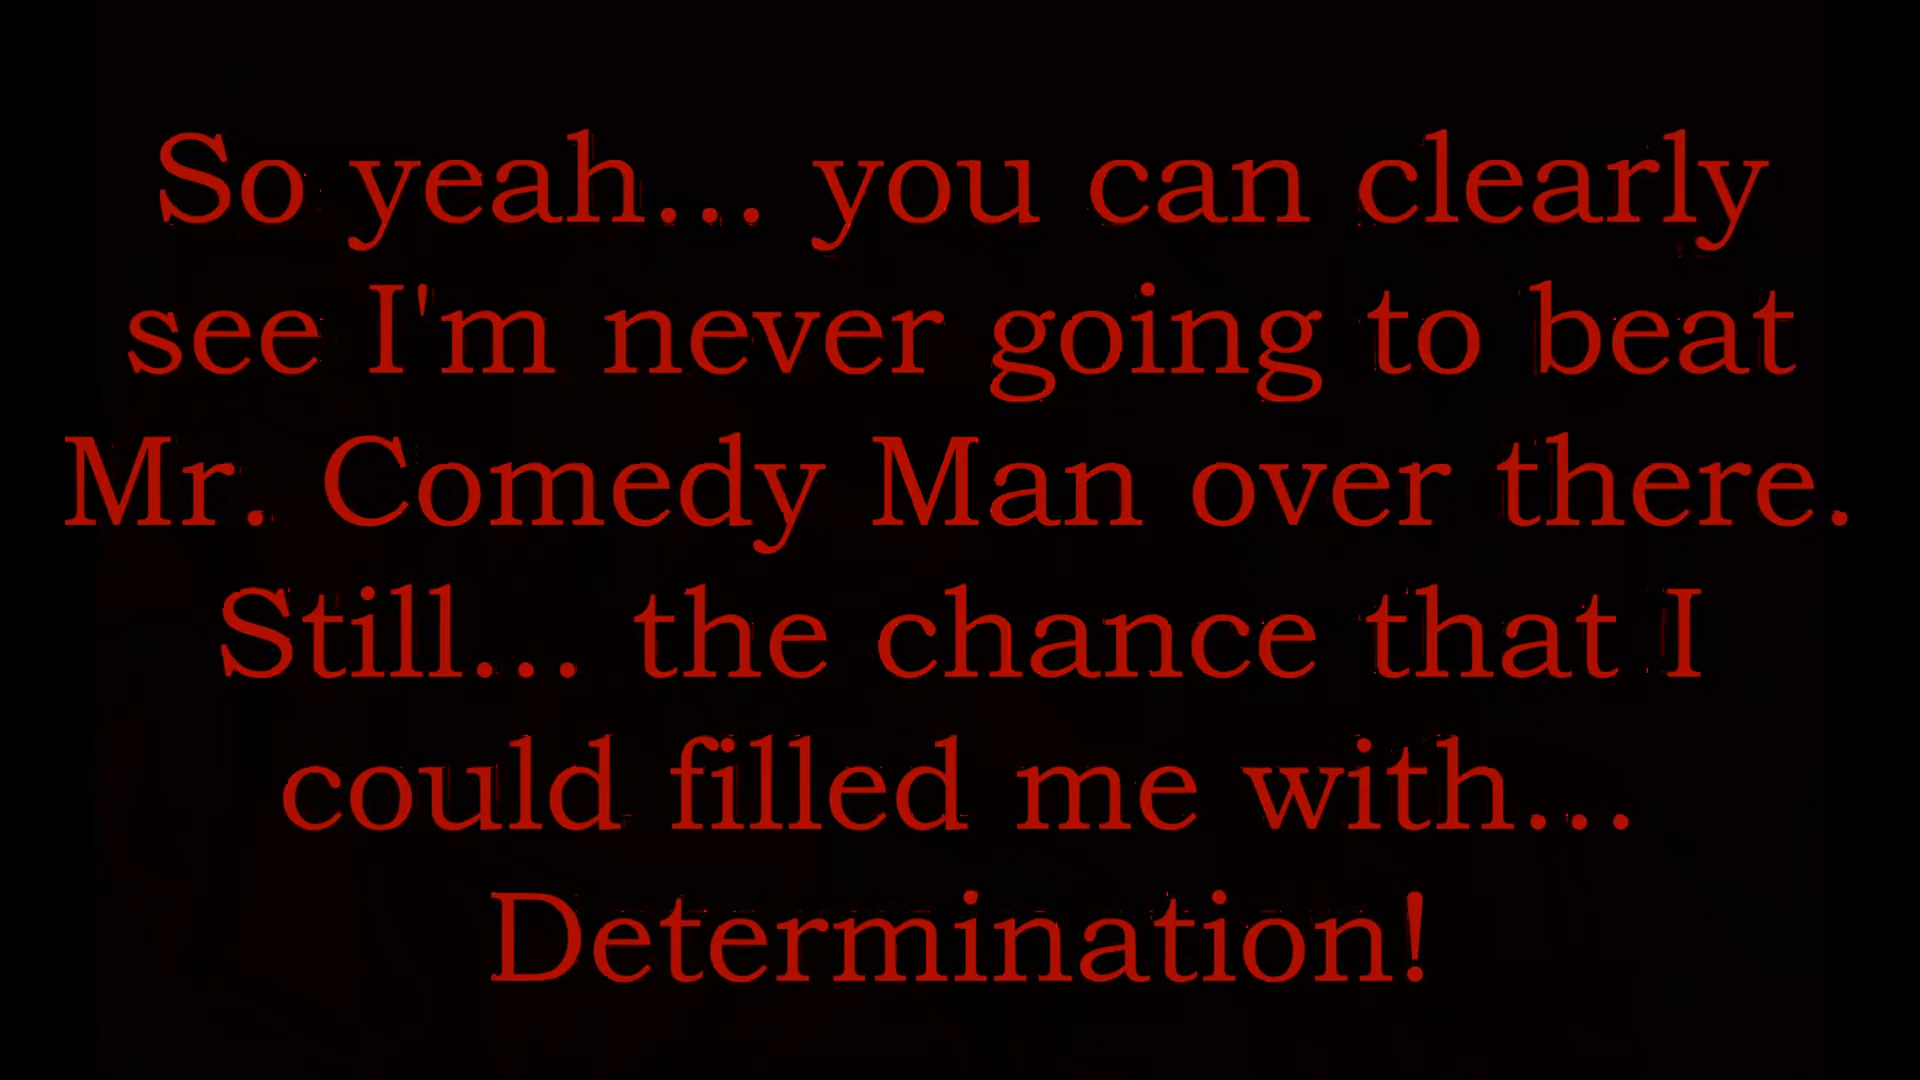 So yeah... you can clearly
see I'm never going to beat
Mr. Comedy Man over there.
Still... the chance that I
could filled me with...
Determination!